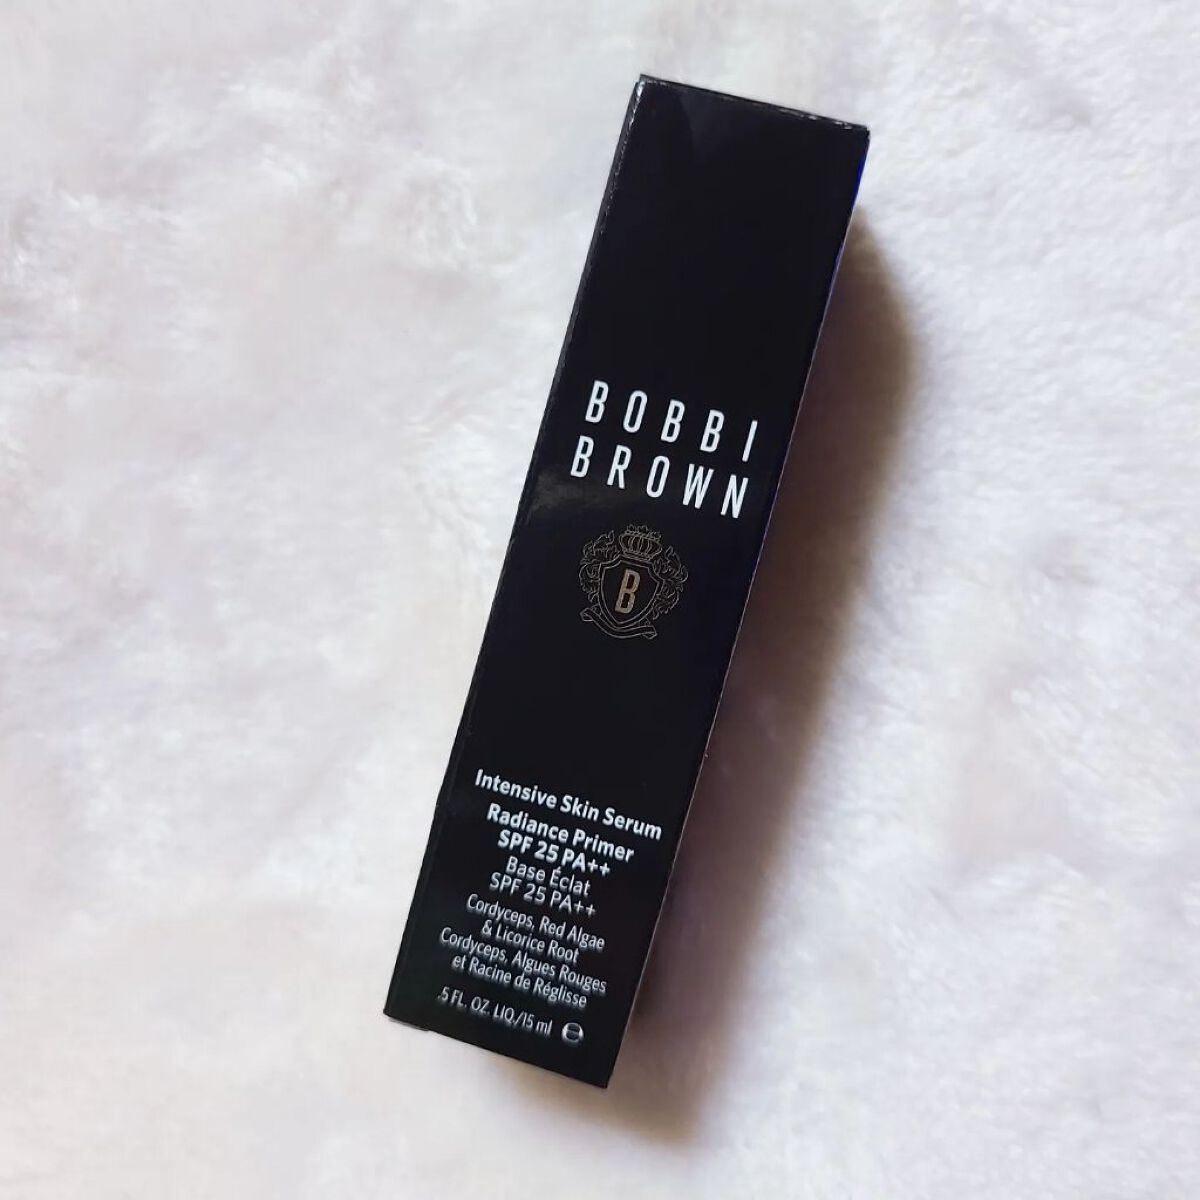 BOBBI
BROWN
B
Intensive Skin Serum
Radiance Primer
SPF 25 PA++
Base Éclat
SPF 25 PA++
Cordyceps, Red Algae
& Licorice Root
Cordyceps, Algues Rouges
et Racine de Réglisse
.5 FL. OZ. LIQ./15 ml ℮